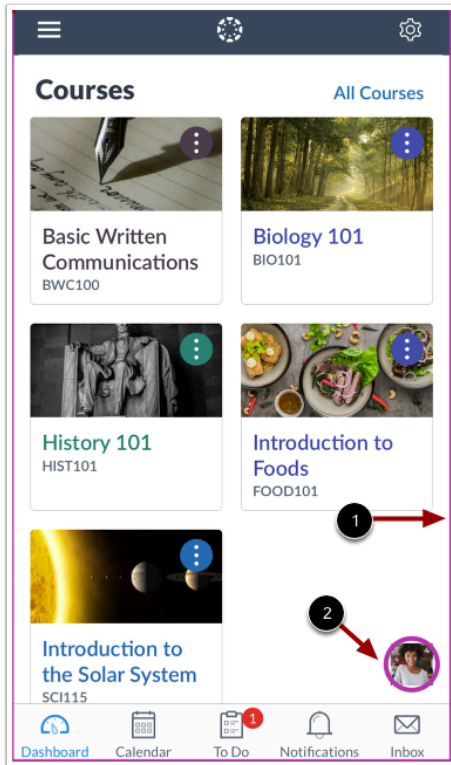 Courses
All Courses
Basic Written
Communications
BWC100
Biology 101
BIO101
History 101
HIST101
Introduction to
Foods
FOOD101
1
2
Introduction to
the Solar System
SCI115
1
Dashboard
Calendar
To Do
Notifications
Inbox